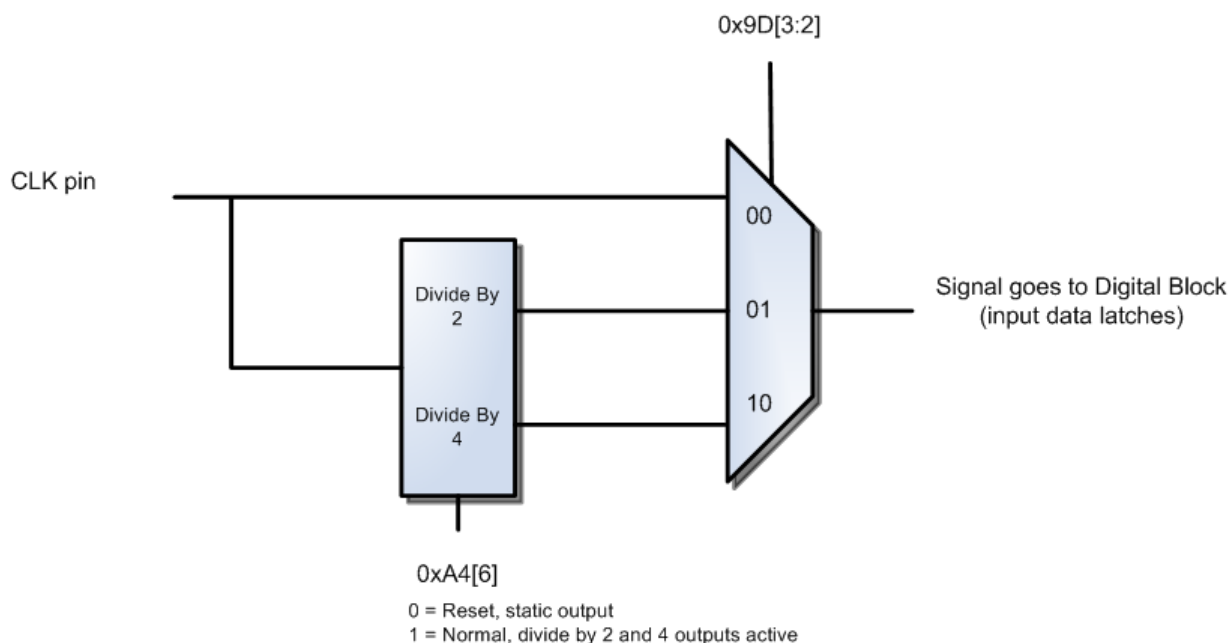 0x9D[3:2]
CLK pin
00
Divide By
2
01
Signal goes to Digital Block
(input data latches)
Divide By
4
10
0xA4[6]
0 = Reset, static output
1 = Normal, divide by 2 and 4 outputs active